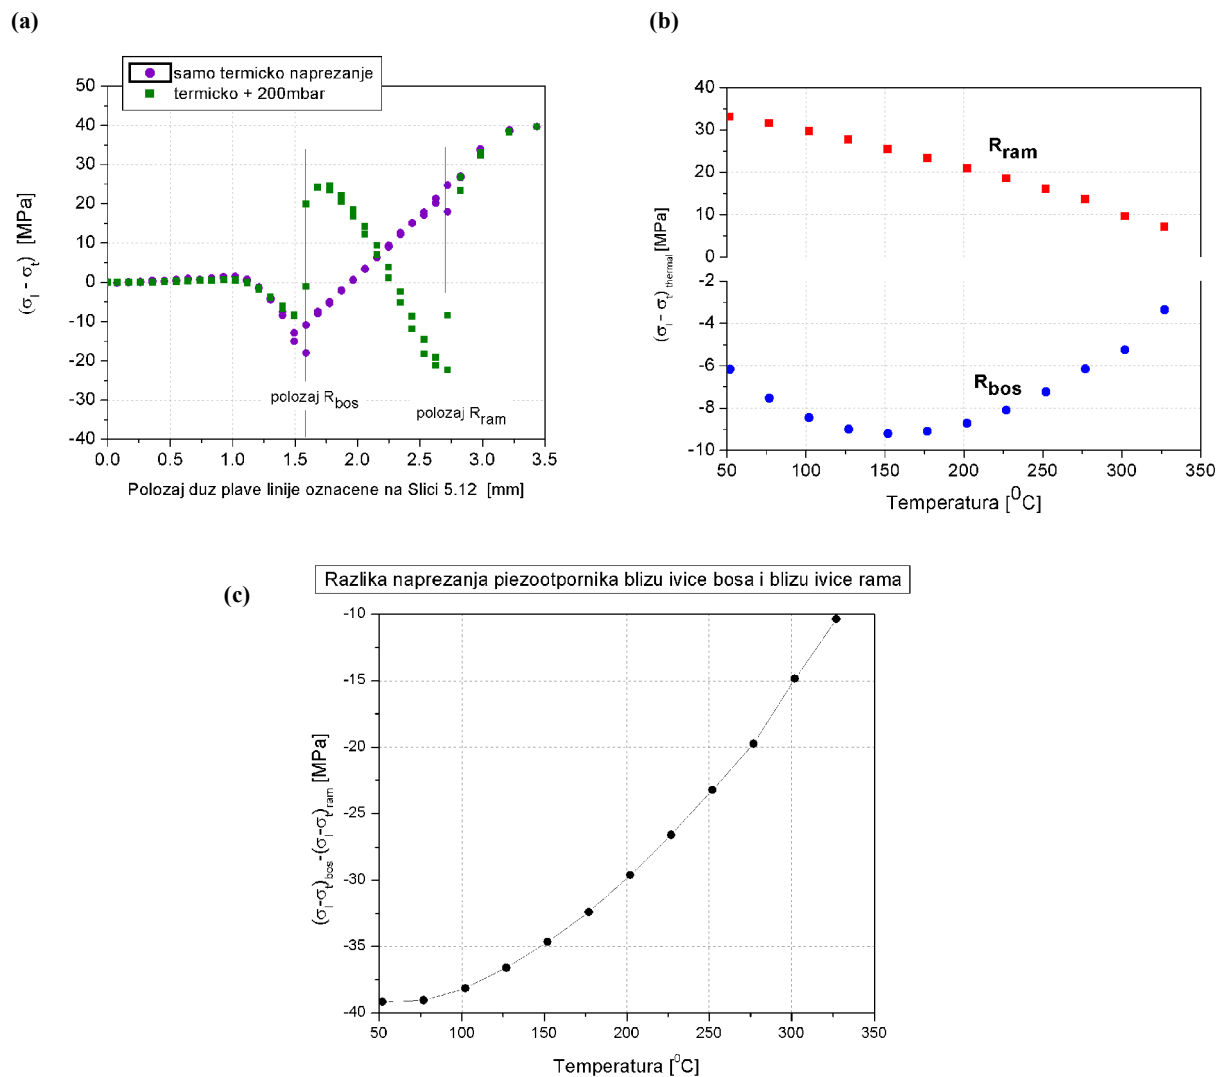 (a)
samo termicko naprezanje
termicko + 200mbar
50
40
30
20
10
0
-10
-20
-30
-40
(σl - σt) [MPa]
polozaj Rbos
polozaj Rram
0.0 0.5 1.0 1.5 2.0 2.5 3.0 3.5
Polozaj duz plave linije oznacene na Slici 5.12 [mm]
(b)
40
30
20
10
0
-2
-4
-6
-8
-10
(σl - σt)thermal [MPa]
Rram
Rbos
50 100 150 200 250 300 350
Temperatura [0C]
(c)
Razlika naprezanja piezootpornika blizu ivice bosa i blizu ivice rama
-10
-15
-20
-25
-30
-35
-40
(σl-σt)bos-(σl-σt)ram [MPa]
50 100 150 200 250 300 350
Temperatura [0C]